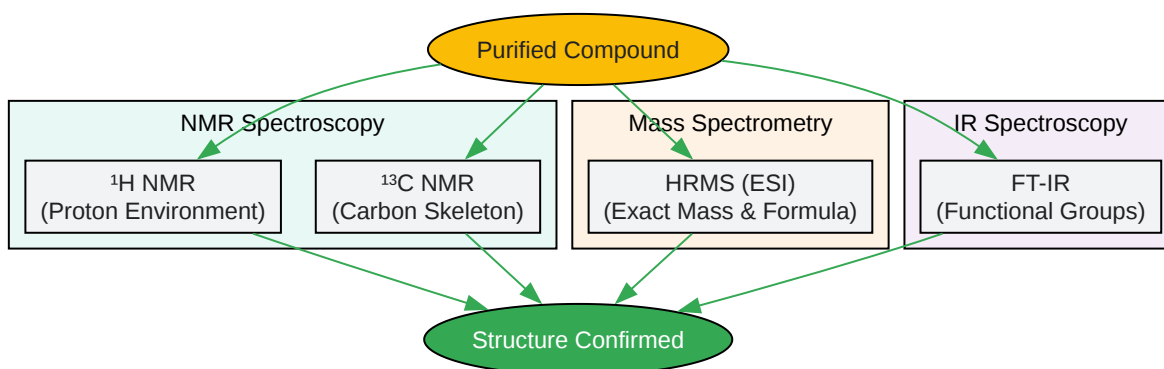 Purified Compound
NMR Spectroscopy
Mass Spectrometry
IR Spectroscopy
¹H NMR
(Proton Environment)
¹³C NMR
(Carbon Skeleton)
HRMS (ESI)
(Exact Mass & Formula)
FT-IR
(Functional Groups)
Structure Confirmed